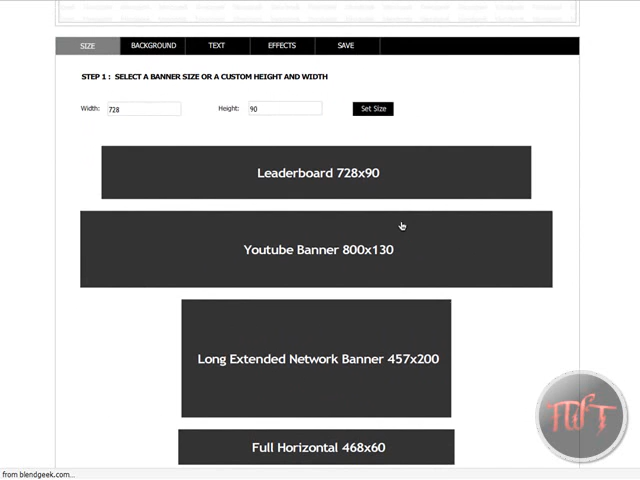 SIZE BACKGROUND TEXT EFFECTS SAVE
STEP 1 : SELECT A BANNER SIZE OR A CUSTOM HEIGHT AND WIDTH
Width: 728 Height: 90 Set Size
Leaderboard 728x90
Youtube Banner 800x130
Long Extended Network Banner 457x200
Full Horizontal 468x60
from blendgeek.com...